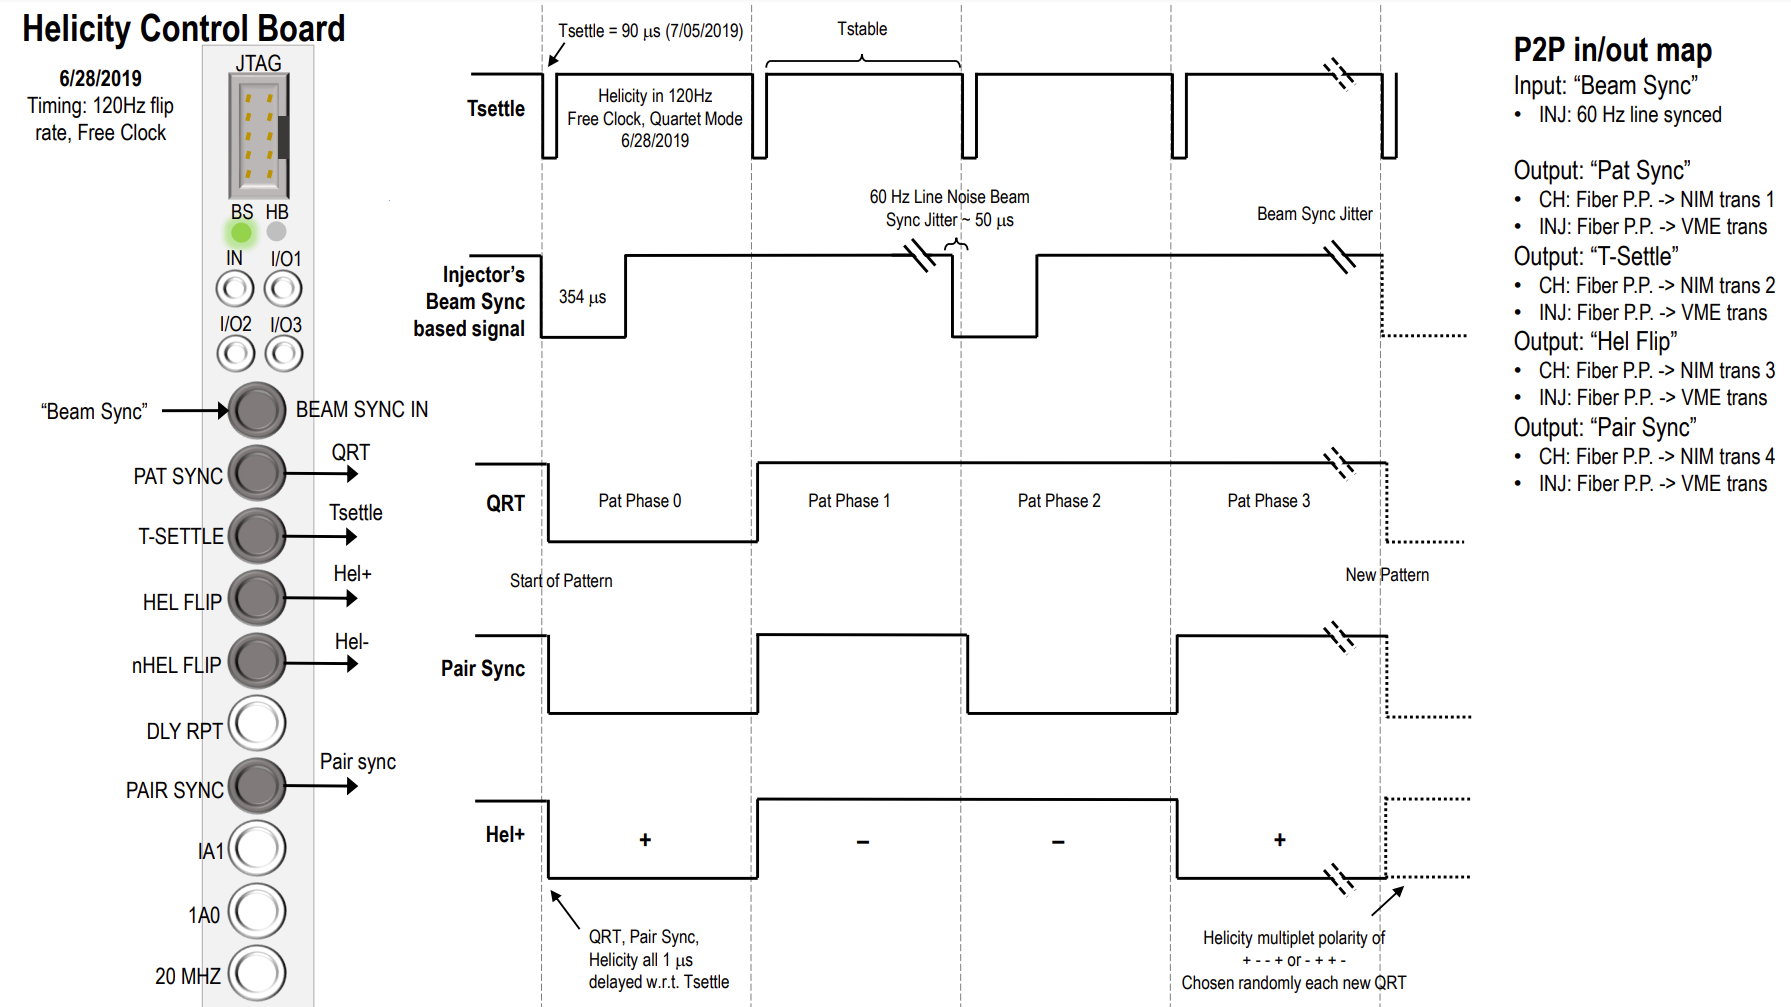 Helicity Control Board
6/28/2019
Timing: 120Hz flip
rate, Free Clock
JTAG
BS HB
IN I/O1
I/O2 I/O3
"Beam Sync"
BEAM SYNC IN
PAT SYNC
QRT
T-SETTLE
Tsettle
HEL FLIP
Hel+
nHEL FLIP
Hel-
DLY RPT
PAIR SYNC
Pair sync
IA1
1A0
20 MHZ
Tsettle = 90 µs (7/05/2019)
Tstable
Tsettle
Helicity in 120Hz
Free Clock, Quartet Mode
6/28/2019
60 Hz Line Noise Beam
Sync Jitter ~ 50 µs
Beam Sync Jitter
Injector's
Beam Sync
based signal
354 µs
QRT
Pat Phase 0
Pat Phase 1
Pat Phase 2
Pat Phase 3
Start of Pattern
New Pattern
Pair Sync
Hel+
+ – – +
QRT, Pair Sync,
Helicity all 1 µs
delayed w.r.t. Tsettle
Helicity multiplet polarity of
+ - - + or - + + -
Chosen randomly each new QRT
P2P in/out map
Input: "Beam Sync"
• INJ: 60 Hz line synced
Output: "Pat Sync"
• CH: Fiber P.P. -> NIM trans 1
• INJ: Fiber P.P. -> VME trans
Output: "T-Settle"
• CH: Fiber P.P. -> NIM trans 2
• INJ: Fiber P.P. -> VME trans
Output: "Hel Flip"
• CH: Fiber P.P. -> NIM trans 3
• INJ: Fiber P.P. -> VME trans
Output: "Pair Sync"
• CH: Fiber P.P. -> NIM trans 4
• INJ: Fiber P.P. -> VME trans